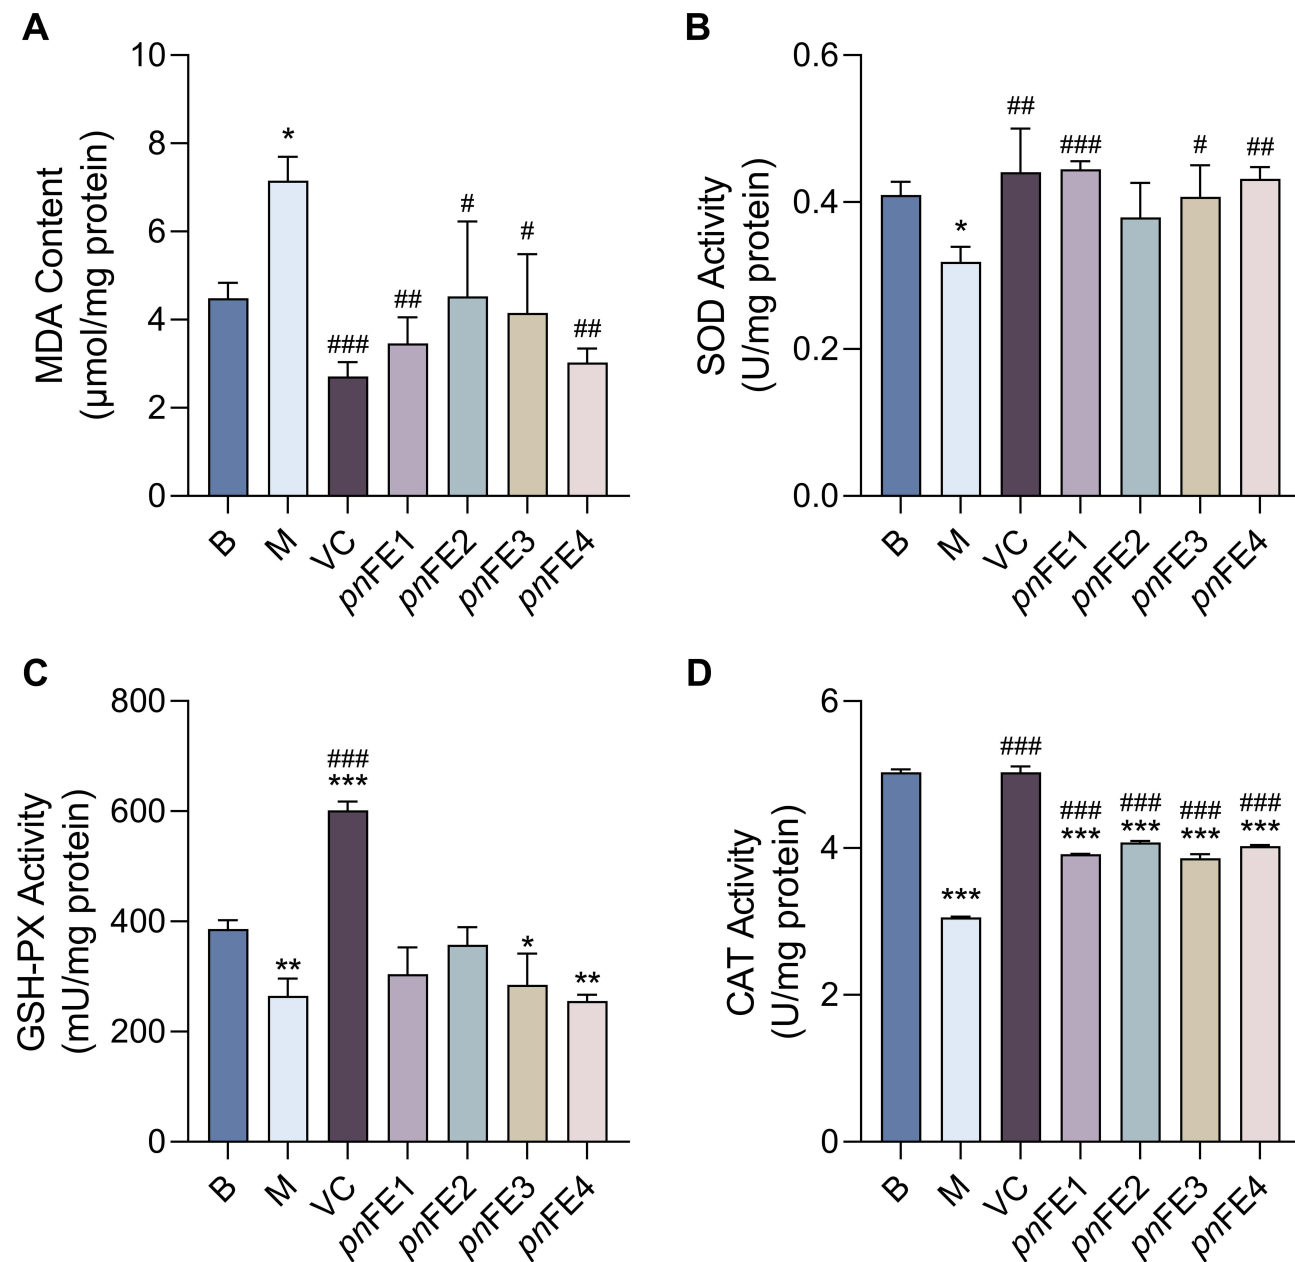 A
MDA Content
(μmol/mg protein)
10
8
6
4
2
0
*
###
##
#
#
##
B
M
VC
pnFE1
pnFE2
pnFE3
pnFE4
B
SOD Activity
(U/mg protein)
0.6
0.4
0.2
0.0
*
##
###
#
##
B
M
VC
pnFE1
pnFE2
pnFE3
pnFE4
C
GSH-PX Activity
(mU/mg protein)
800
600
400
200
0
**
###
***
*
**
B
M
VC
pnFE1
pnFE2
pnFE3
pnFE4
D
CAT Activity
(U/mg protein)
6
4
2
0
***
###
###
***
###
***
###
***
###
***
B
M
VC
pnFE1
pnFE2
pnFE3
pnFE4